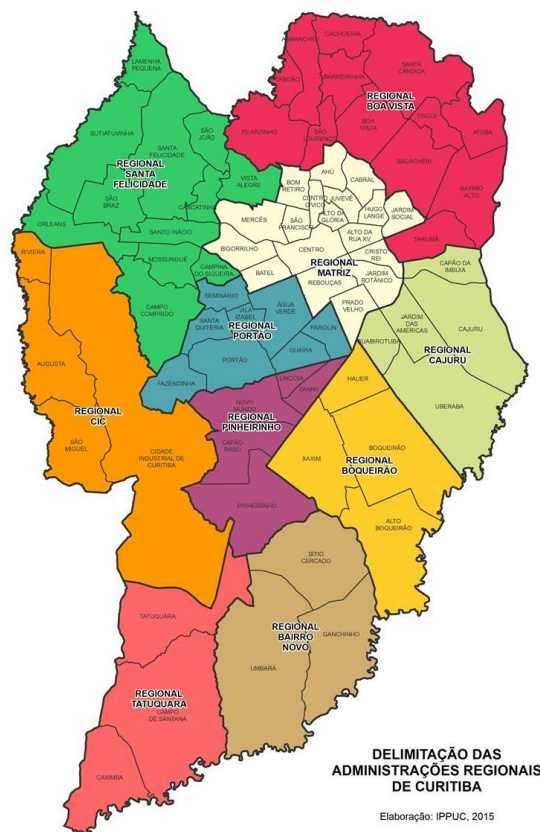 LAMENHA
PEQUENA
BUTIATUVINHA
SÃO
JOÃO
SANTA
FELICIDADE
REGIONAL
SANTA
FELICIDADE
VISTA
ALEGRE
SÃO
BRAZ
CASCATINHA
ORLEANS
SANTO INÁCIO
MOSSUNGUÊ
CAMPINA
DO SIQUEIRA
CAMPO
COMPRIDO
ABRANCHES
CACHOEIRA
TABOÃO
BARREIRINHA
SANTA
CÂNDIDA
REGIONAL
BOA VISTA
PILARZINHO
SÃO
LOURENÇO
BOA
VISTA
TINGUI
ATUBA
BACACHERI
BAIRRO
ALTO
TARUMÃ
AHÚ
CABRAL
BOM
RETIRO
CENTRO
CÍVICO
JUVEVÊ
HUGO
LANGE
JARDIM
SOCIAL
MERCÊS
SÃO
FRANCISCO
ALTO DA
GLÓRIA
ALTO DA
RUA XV
BIGORRILHO
CENTRO
CRISTO
REI
REGIONAL
MATRIZ
BATEL
REBOUÇAS
JARDIM
BOTÂNICO
PRADO
VELHO
CAPÃO DA
IMBUIA
JARDIM
DAS
AMÉRICAS
CAJURU
GUABIROTUBA
REGIONAL
CAJURU
UBERABA
SEMINÁRIO
VILA
IZABEL
ÁGUA
VERDE
SANTA
QUITÉRIA
REGIONAL
PORTÃO
PAROLIN
PORTÃO
GUAÍRA
FAZENDINHA
RIVIERA
AUGUSTA
REGIONAL
CIC
SÃO
MIGUEL
CIDADE
INDUSTRIAL DE
CURITIBA
LINDÓIA
FANNY
NOVO
MUNDO
REGIONAL
PINHEIRINHO
CAPÃO
RASO
PINHEIRINHO
HAUER
BOQUEIRÃO
XAXIM
REGIONAL
BOQUEIRÃO
ALTO
BOQUEIRÃO
SÍTIO
CERCADO
REGIONAL
BAIRRO
NOVO
GANCHINHO
UMBARÁ
TATUQUARA
REGIONAL
TATUQUARA
CAMPO
DE SANTANA
CAXIMBA
DELIMITAÇÃO DAS
ADMINISTRAÇÕES REGIONAIS
DE CURITIBA
Elaboração: IPPUC, 2015